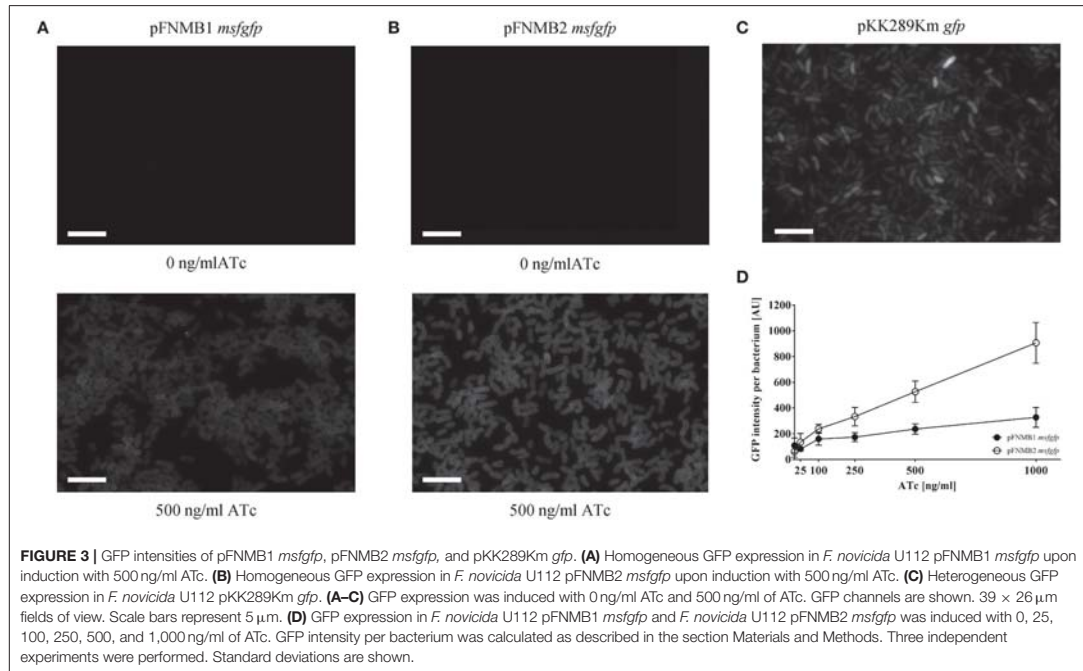 A
pFNMB1 msfgfp
0 ng/mlATc
500 ng/ml ATc
B
pFNMB2 msfgfp
0 ng/mlATc
500 ng/ml ATc
C
pKK289Km gfp
D
GFP intensity per bacterium [AU]
1200
1000
800
600
400
200
0
25 100 250 500 1000
ATc [ng/ml]
pFNMB1 msfgfp
pFNMB2 msfgfp
FIGURE 3 | GFP intensities of pFNMB1 msfgfp, pFNMB2 msfgfp, and pKK289Km gfp. (A) Homogeneous GFP expression in F. novicida U112 pFNMB1 msfgfp upon
induction with 500 ng/ml ATc. (B) Homogeneous GFP expression in F. novicida U112 pFNMB2 msfgfp upon induction with 500 ng/ml ATc. (C) Heterogeneous GFP
expression in F. novicida U112 pKK289Km gfp. (A–C) GFP expression was induced with 0 ng/ml ATc and 500 ng/ml of ATc. GFP channels are shown. 39 × 26 μm
fields of view. Scale bars represent 5 μm. (D) GFP expression in F. novicida U112 pFNMB1 msfgfp and F. novicida U112 pFNMB2 msfgfp was induced with 0, 25,
100, 250, 500, and 1,000 ng/ml of ATc. GFP intensity per bacterium was calculated as described in the section Materials and Methods. Three independent
experiments were performed. Standard deviations are shown.